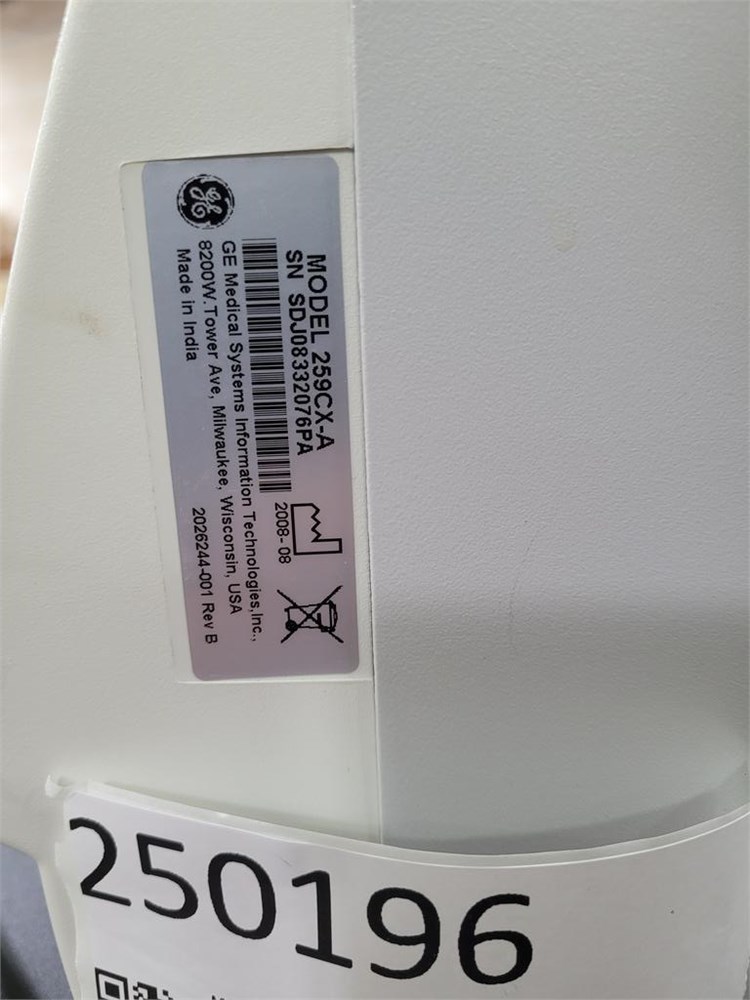 GE
MODEL 259CX-A
SN SDJ08332076PA
2008-08
GE Medical Systems Information Technologies,Inc.,
8200W.Tower Ave, Milwaukee, Wisconsin, USA
Made in India
2026244-001 Rev B
250196